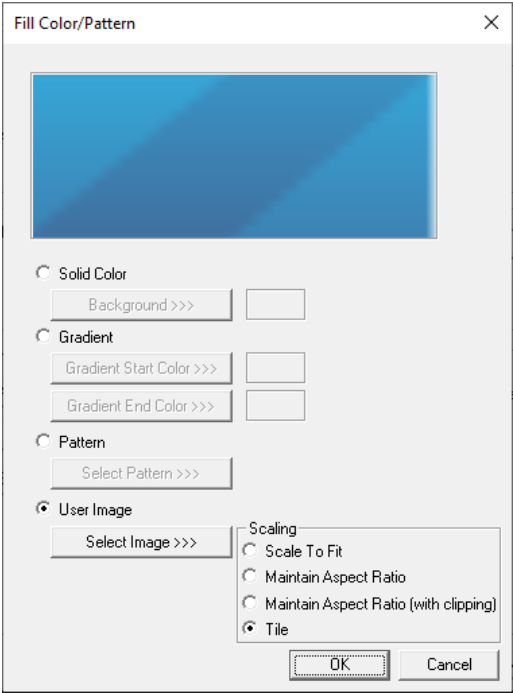 Fill Color/Pattern
Solid Color
Background >>>
Gradient
Gradient Start Color >>>
Gradient End Color >>>
Pattern
Select Pattern >>>
User Image
Select Image >>>
Scaling
Scale To Fit
Maintain Aspect Ratio
Maintain Aspect Ratio (with clipping)
Tile
OK Cancel